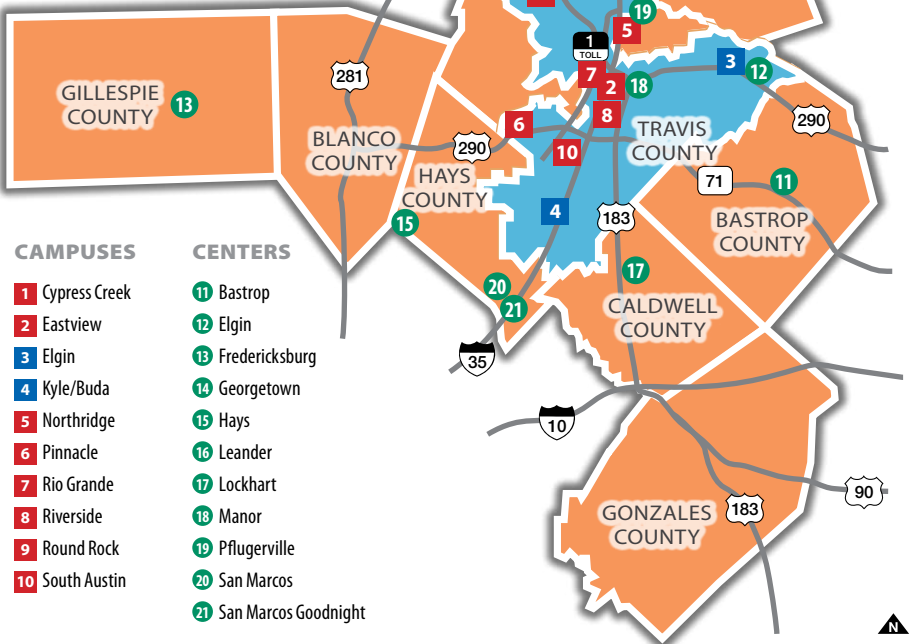 19
5
1
TOLL
7
2
18
8
3
12
281
GILLESPIE
COUNTY
13
290
6
10
TRAVIS
COUNTY
BLANCO
COUNTY
290
HAYS
COUNTY
71
11
4
183
15
BASTROP
COUNTY
17
20
21
CALDWELL
COUNTY
35
10
90
183
GONZALES
COUNTY
CAMPUSES
1 Cypress Creek
2 Eastview
3 Elgin
4 Kyle/Buda
5 Northridge
6 Pinnacle
7 Rio Grande
8 Riverside
9 Round Rock
10 South Austin
CENTERS
11 Bastrop
12 Elgin
13 Fredericksburg
14 Georgetown
15 Hays
16 Leander
17 Lockhart
18 Manor
19 Pflugerville
20 San Marcos
21 San Marcos Goodnight
N